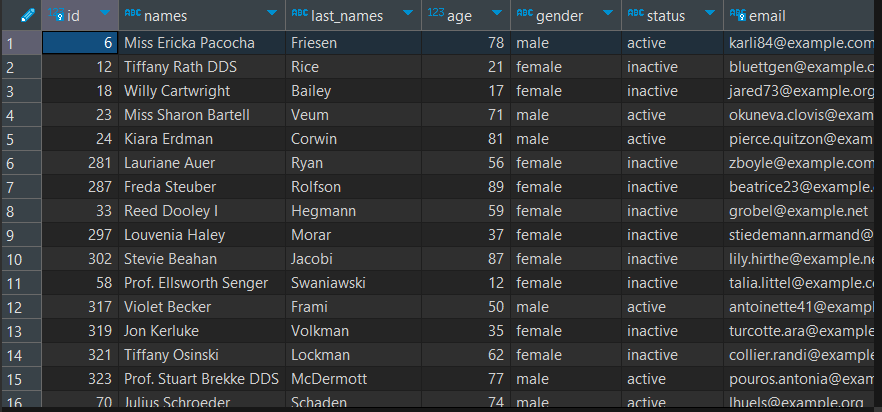 123 id ABC names ABC last_names 123 age ABC gender ABC status ABC email
1 6 Miss Ericka Pacocha Friesen 78 male active karli84@example.com
2 12 Tiffany Rath DDS Rice 21 female inactive bluettgen@example.o
3 18 Willy Cartwright Bailey 17 female inactive jared73@example.org
4 23 Miss Sharon Bartell Veum 71 male active okuneva.clovis@exam
5 24 Kiara Erdman Corwin 81 male active pierce.quitzon@exam
6 281 Lauriane Auer Ryan 56 female inactive zboyle@example.com
7 287 Freda Steuber Rolfson 89 female inactive beatrice23@example.
8 33 Reed Dooley I Hegmann 59 female inactive grobel@example.net
9 297 Louvenia Haley Morar 37 female inactive stiedemann.armand@
10 302 Stevie Beahan Jacobi 87 female inactive lily.hirthe@example.ne
11 58 Prof. Ellsworth Senger Swaniawski 12 female inactive talia.littel@example.co
12 317 Violet Becker Frami 50 male active antoinette41@example
13 319 Jon Kerluke Volkman 35 female inactive turcotte.ara@example.
14 321 Tiffany Osinski Lockman 62 female inactive collier.randi@example.
15 323 Prof. Stuart Brekke DDS McDermott 77 male active pouros.antonia@exam
16 70 Julius Schroeder Schaden 74 male active lhuels@example.org